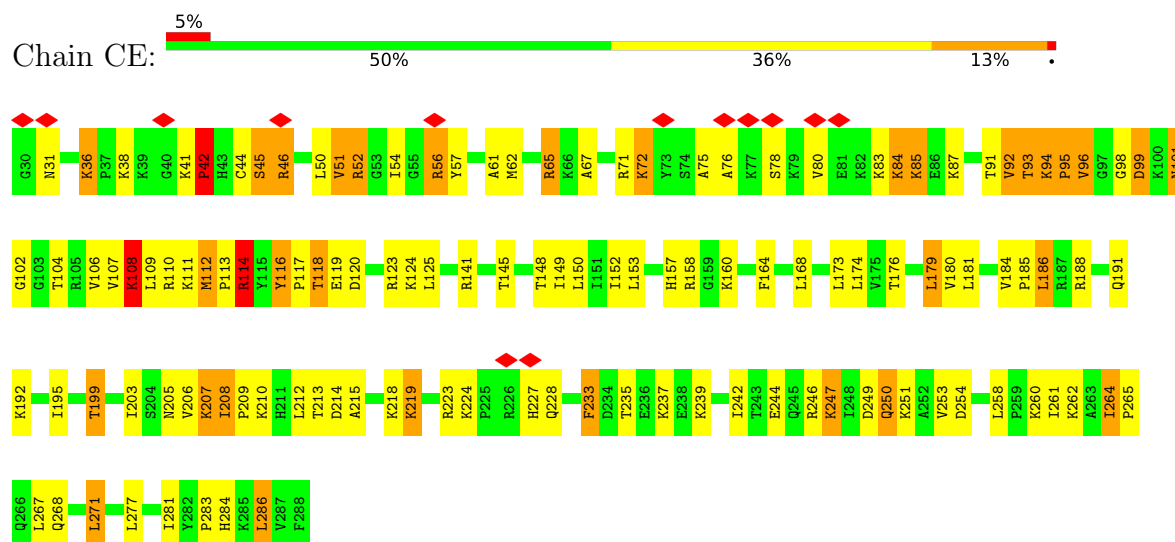 5%
Chain CE:
50% 36% 13% •
G30 N31 K36 P37 K38 K39 G40 K41 P42 H43 C44 S45 R46 L50 V51 R52 G53 I54 G55 R56 Y57 A61 M62 R65 K66 A67 R71 K72 Y73 S74 A75 A76 K77 S78 K79 V80 E81 K82 K83 K84 K85 E86 K87 T91 V92 T93 K94 P95 V96 G97 G98 D99 K100 N101
G102 G103 T104 R105 V106 V107 K108 L109 R110 K111 M112 P113 R114 Y115 Y116 P117 T118 E119 D120 R123 K124 L125 R141 T145 T148 I149 L150 I151 I152 L153 H157 R158 G159 K160 F164 L168 L173 L174 V175 T176 L179 V180 L181 V184 P185 L186 R187 R188 Q191
K192 I195 T199 I203 S204 N205 V206 K207 I208 P209 K210 H211 L212 T213 D214 A215 K218 K219 R223 K224 P225 R226 H227 Q228 F233 D234 T235 E236 K237 E238 K239 I242 T243 E244 Q245 R246 K247 I248 D249 Q250 K251 A252 V253 D254 L258 P259 K260 I261 K262 A263 I264 P265
Q266 L267 Q268 L271 L277 I281 Y282 P283 H284 K285 L286 V287 F288